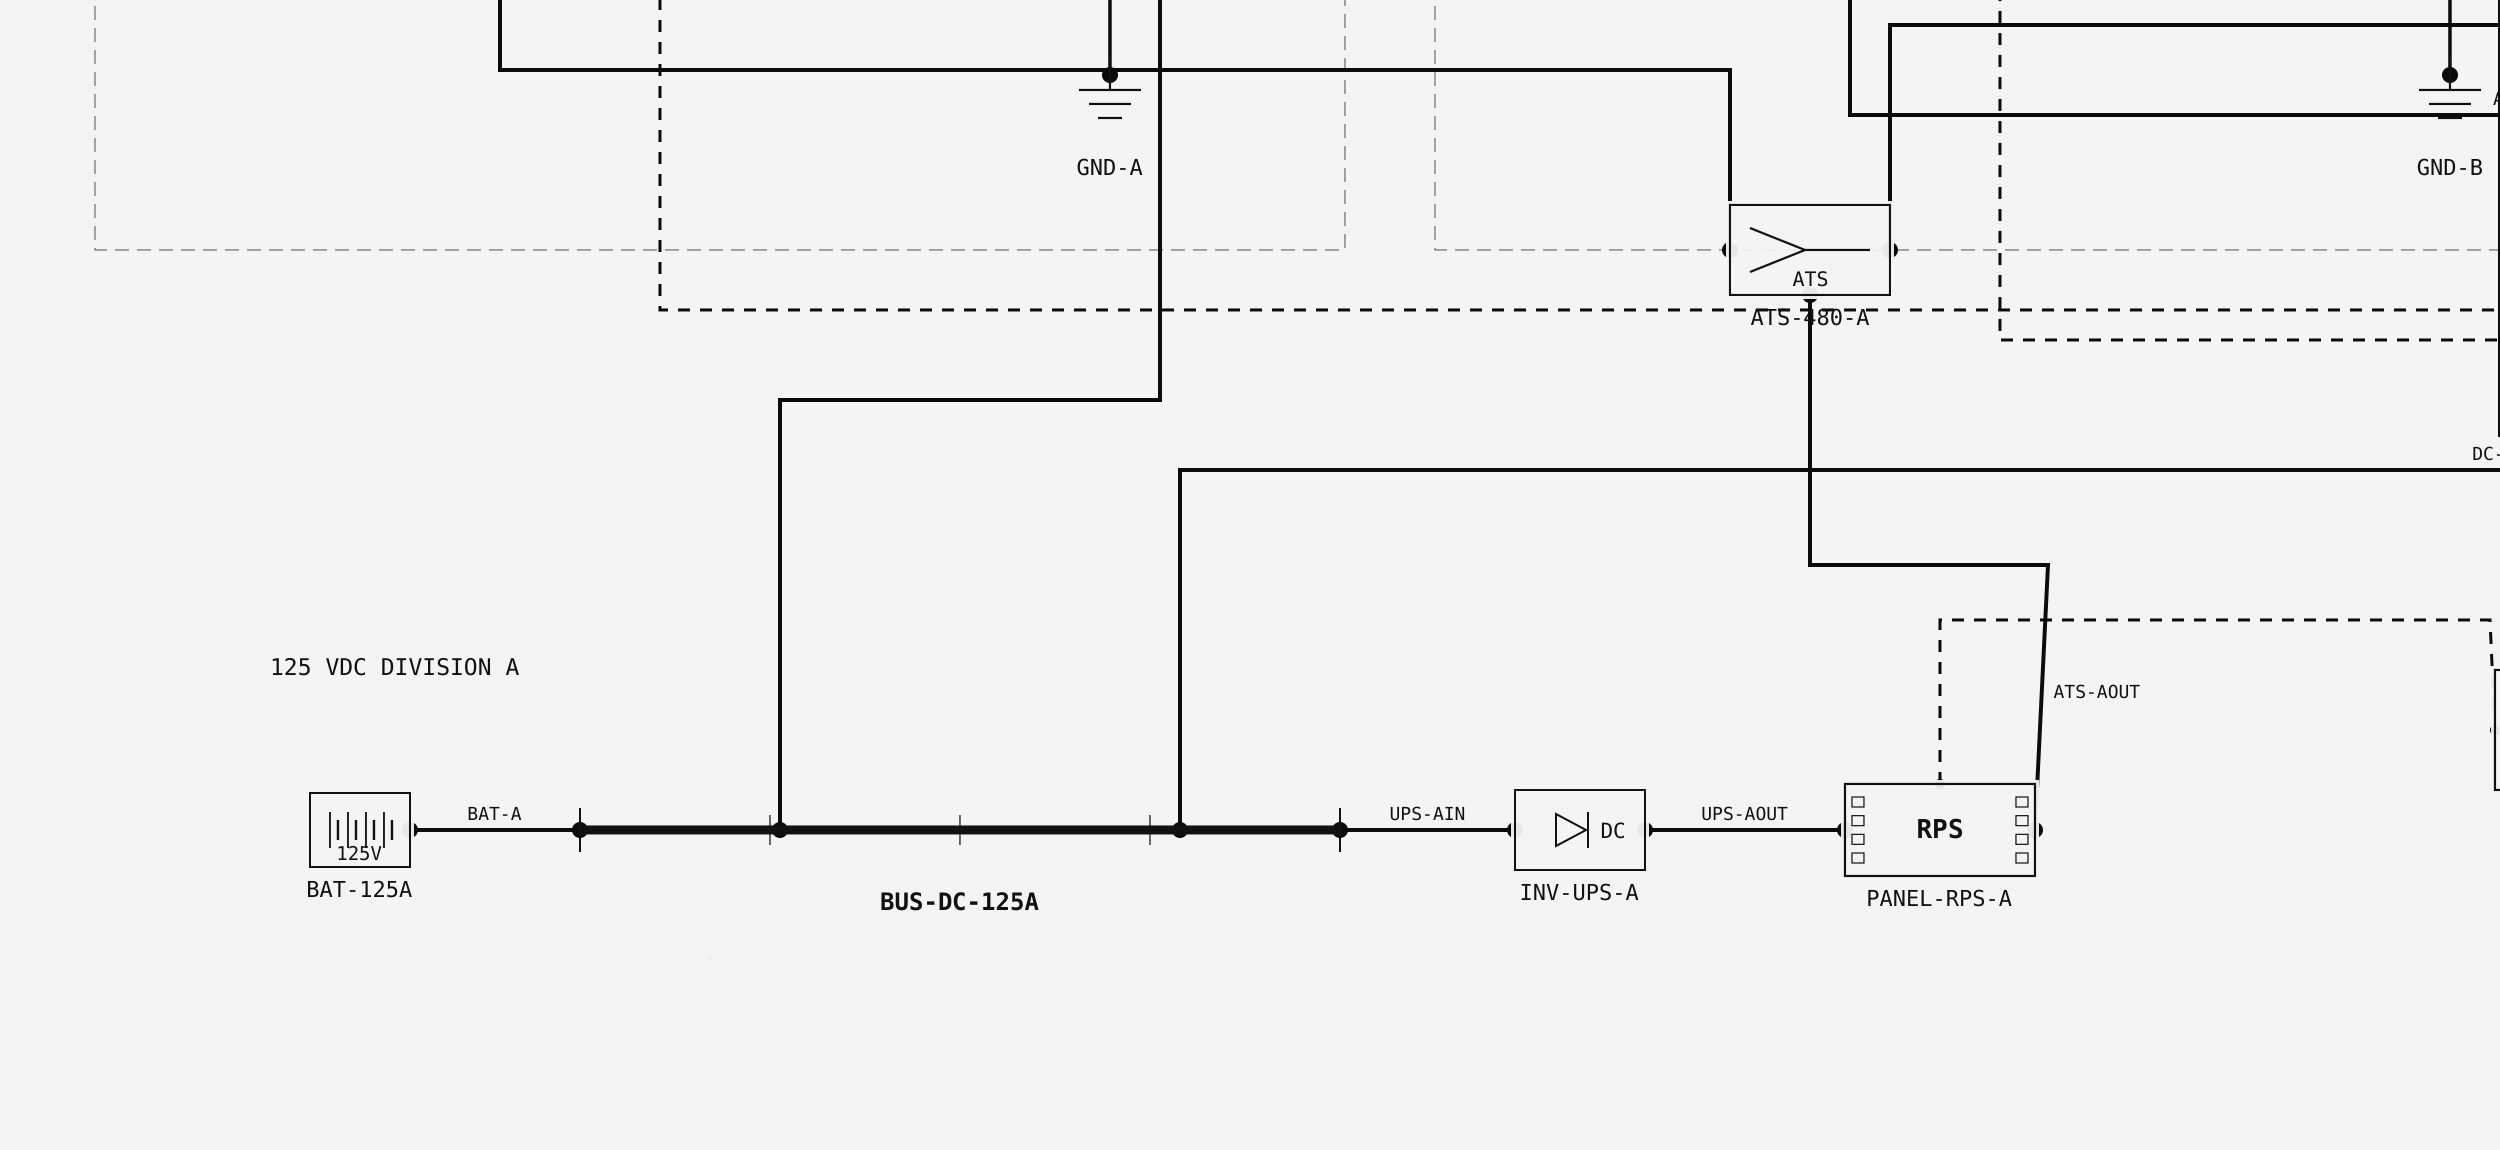 GND-A
GND-B
ATS
ATS-480-A
DC-
125 VDC DIVISION A
ATS-AOUT
BAT-A
UPS-AIN
UPS-AOUT
125V
DC
RPS
BAT-125A
BUS-DC-125A
INV-UPS-A
PANEL-RPS-A